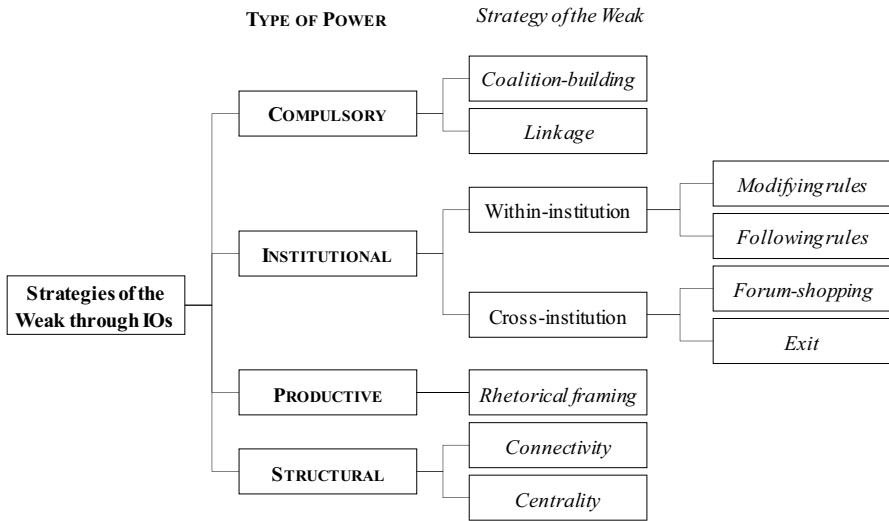 TYPE OF POWER
Strategy of the Weak
Coalition-building
COMPULSORY
Linkage
Modifying rules
Within-institution
Following rules
INSTITUTIONAL
Strategies of the
Weak through IOs
Forum-shopping
Cross-institution
Exit
PRODUCTIVE
Rhetorical framing
Connectivity
STRUCTURAL
Centrality